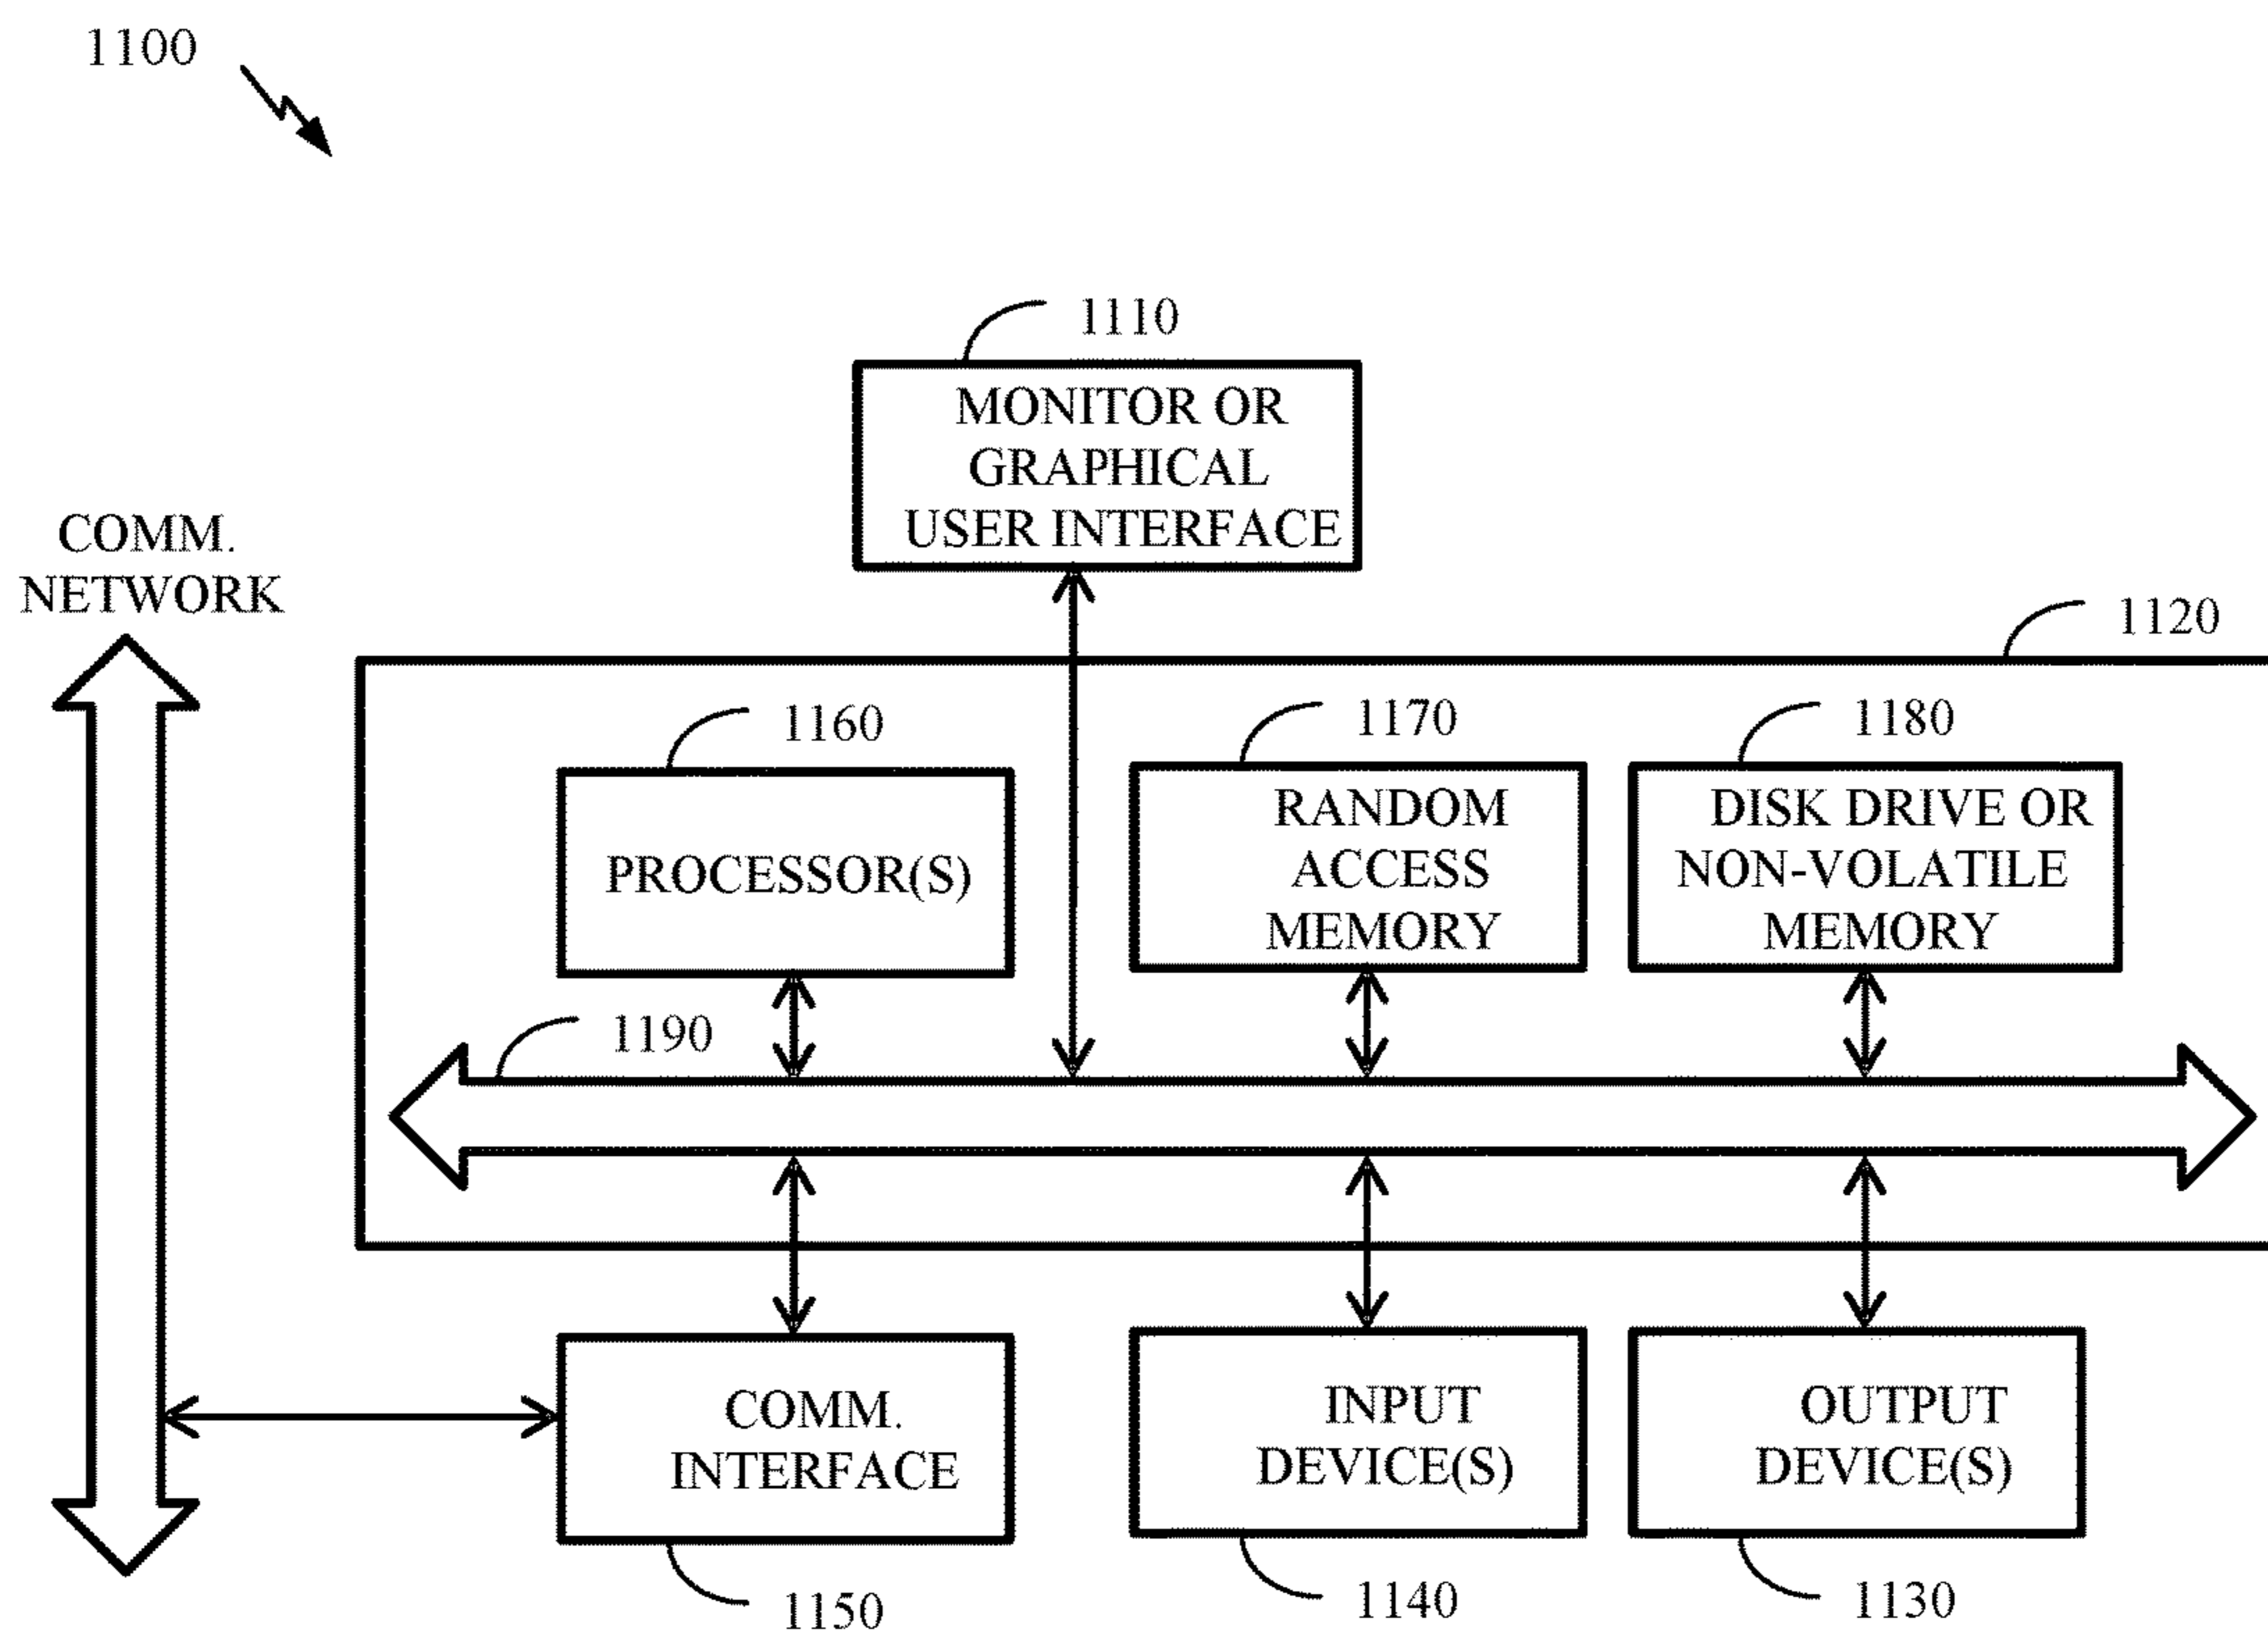 1100
1110
MONITOR OR
GRAPHICAL
USER INTERFACE
COMM.
NETWORK
1120
1160
PROCESSOR(S)
1170
RANDOM
ACCESS
MEMORY
1180
DISK DRIVE OR
NON-VOLATILE
MEMORY
1190
COMM.
INTERFACE
1150
INPUT
DEVICE(S)
1140
OUTPUT
DEVICE(S)
1130